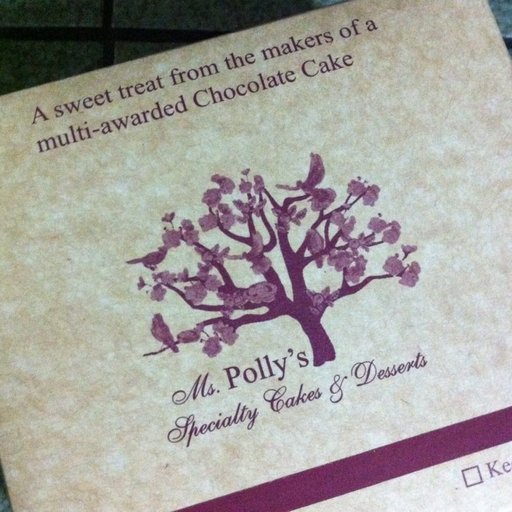 A sweet treat from the makers of a
multi-awarded Chocolate Cake
Ms. Polly's
Specialty Cakes & Desserts